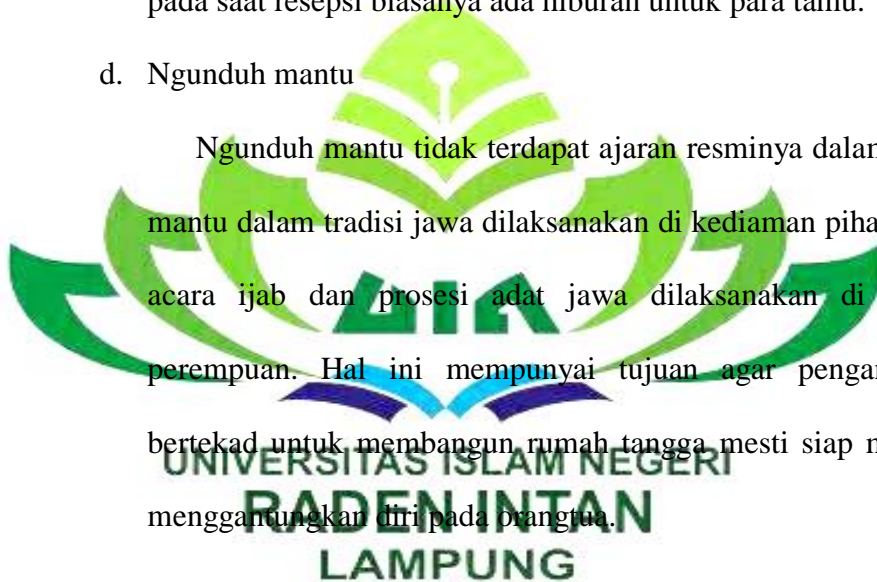 pada saat resepsi biasanya ada hiburan untuk para tamu.
d. Ngunduh mantu
Ngunduh mantu tidak terdapat ajaran resminya dalam
mantu dalam tradisi jawa dilaksanakan di kediaman
acara ijab dan prosesi adat jawa dilaksanakan di
perempuan. Hal ini mempunyai tujuan agar
bertekad untuk membangun rumah tangga mesti siap
menggantungkan diri pada orangtua.
UIN
UNIVERSITAS ISLAM NEGERI
RADEN INTAN
LAMPUNG